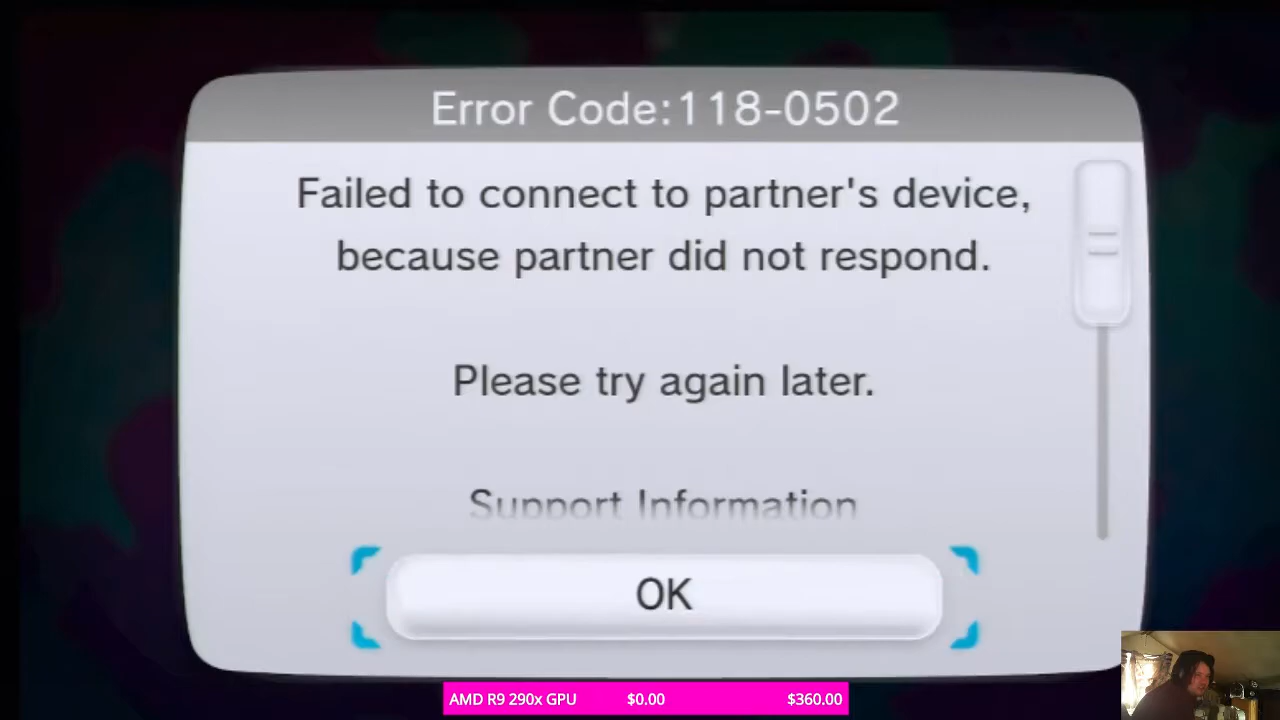 Error Code:118-0502
Failed to connect to partner's device,
because partner did not respond.
Please try again later.
Support Information
OK
AMD R9 290x GPU $0.00 $360.00